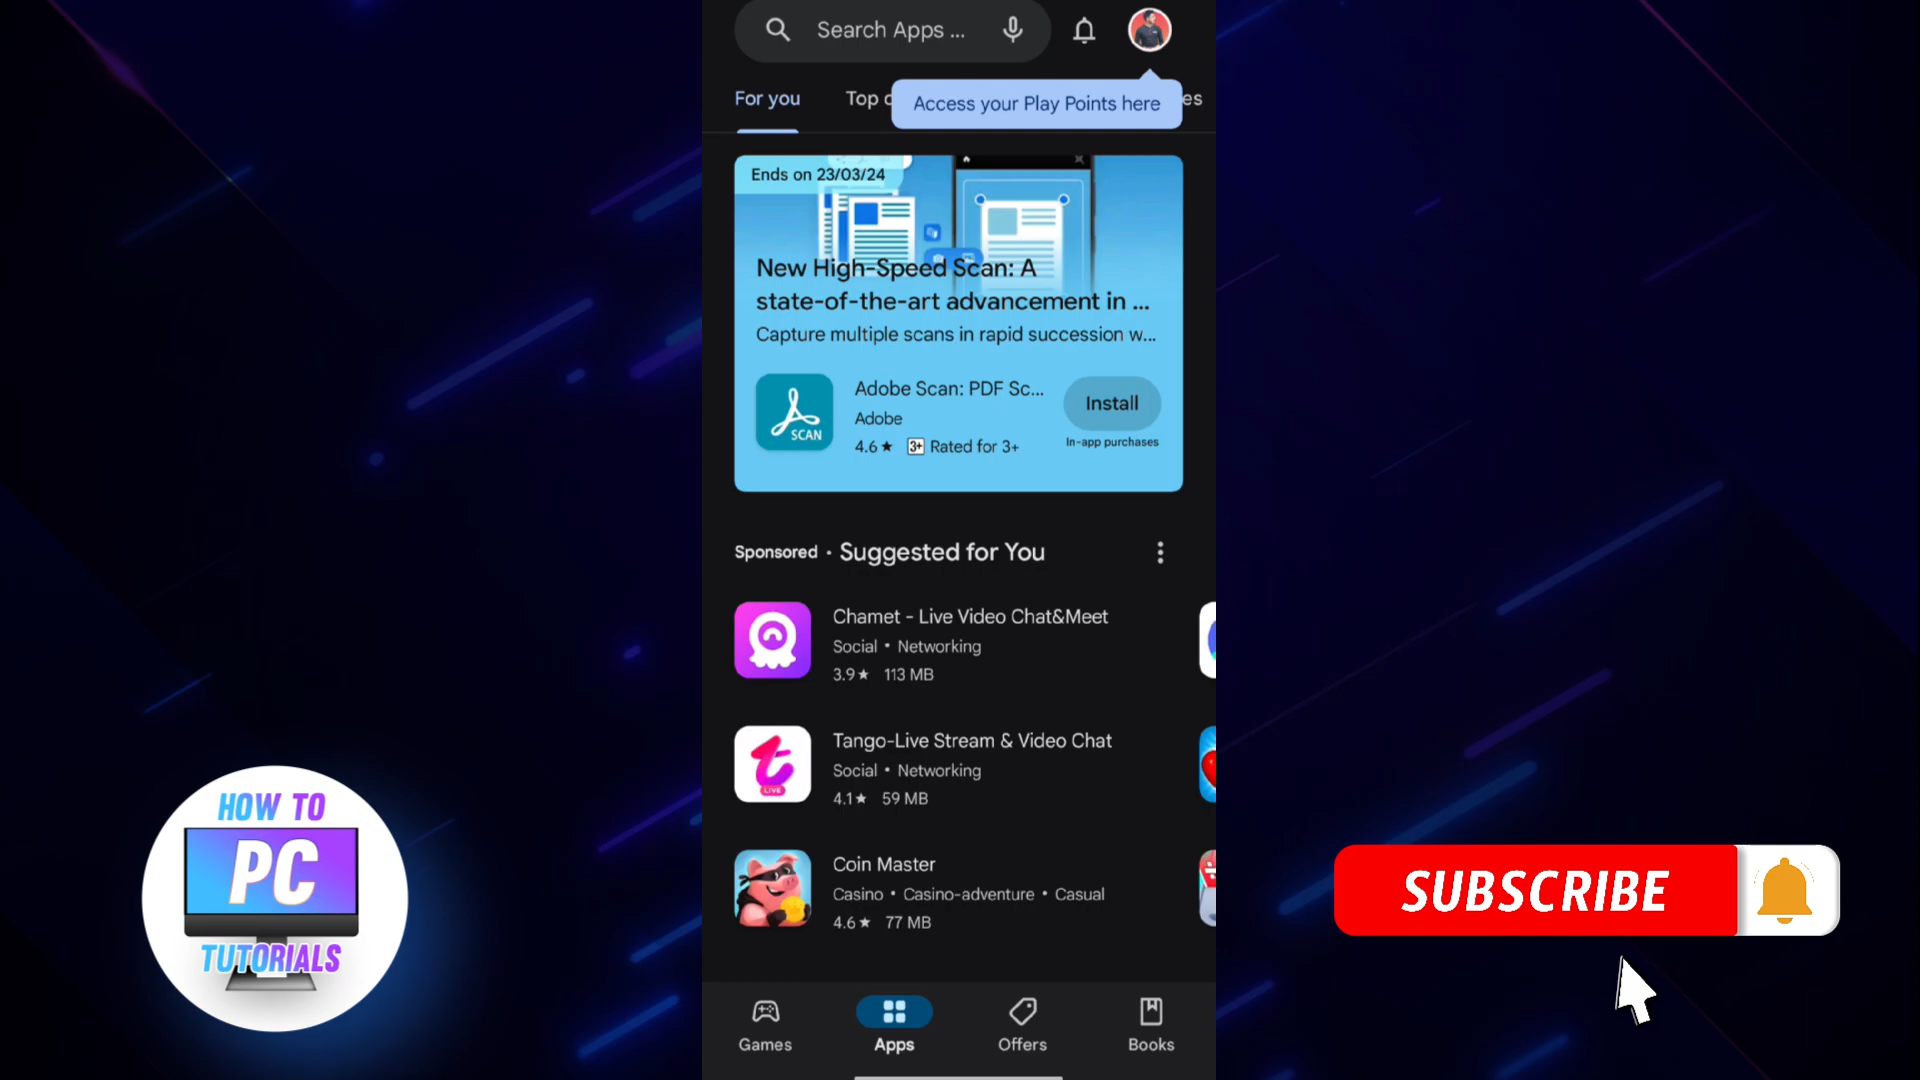 Search Apps ...
For you
Top c
Access your Play Points here
es
Ends on 23/03/24
New High-Speed Scan: A
state-of-the-art advancement in ...
Capture multiple scans in rapid succession w...
SCAN
Adobe Scan: PDF Sc...
Adobe
4.6★ 3+ Rated for 3+
Install
In-app purchases
Sponsored · Suggested for You
Chamet - Live Video Chat&Meet
Social • Networking
3.9★ 113 MB
Tango-Live Stream & Video Chat
Social • Networking
4.1★ 59 MB
LIVE
Coin Master
Casino • Casino-adventure • Casual
4.6★ 77 MB
Games
Apps
Offers
Books
HOW TO
PC
TUTORIALS
SUBSCRIBE